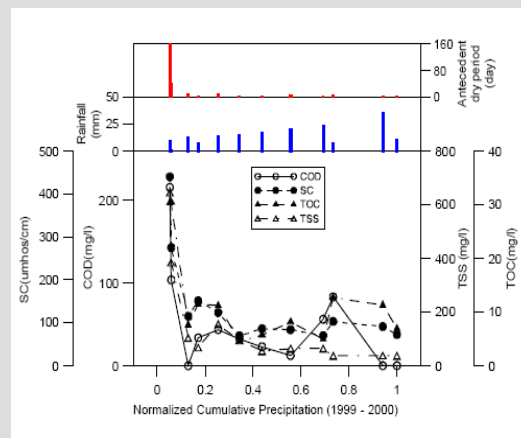 160
120
80
40
0
Antecedent
dry period
(day)
50
25
0
Rainfall
(mm)
500
400
300
200
100
0
SC(umhos/cm)
200
100
0
COD(mg/l)
COD
SC
TOC
TSS
800
600
400
200
0
TSS (mg/l)
40
30
20
10
0
TOC(mg/l)
0 0.2 0.4 0.6 0.8 1
Normalized Cumulative Precipitation (1999 - 2000)